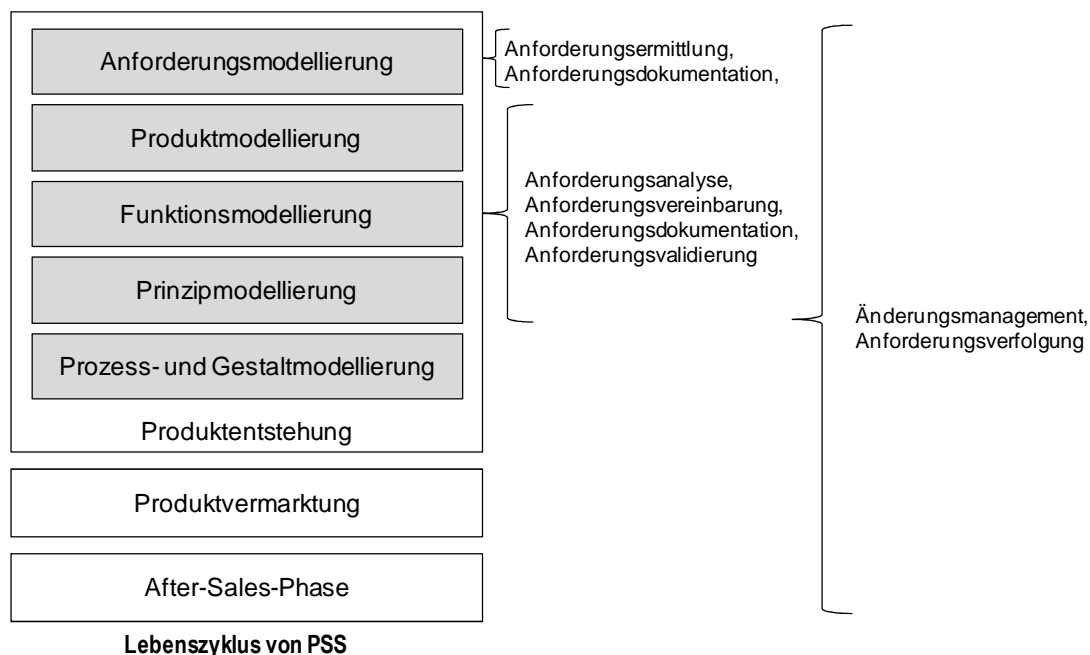 Anforderungsmodellierung
Anforderungsermittlung,
Anforderungsdokumentation,
Produktmodellierung
Funktionsmodellierung
Anforderungsanalyse,
Anforderungsvereinbarung,
Anforderungsdokumentation,
Anforderungsvalidierung
Prinzipmodellierung
Prozess- und Gestaltmodellierung
Änderungsmanagement,
Anforderungsverfolgung
Produktentstehung
Produktvermarktung
After-Sales-Phase
Lebenszyklus von PSS